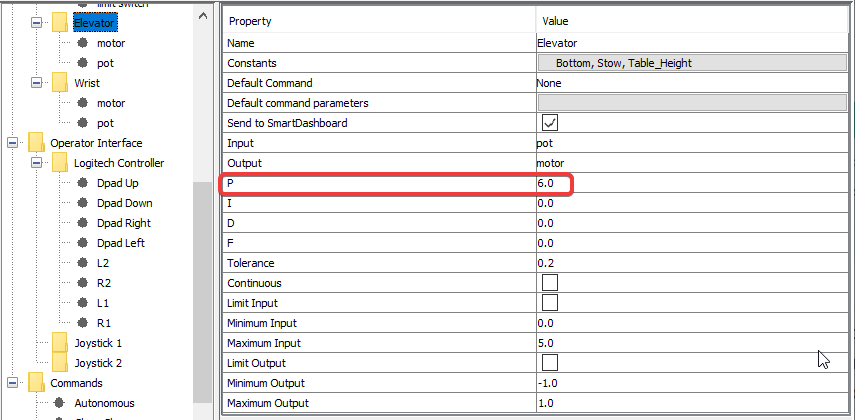 limit switch
Elevator
motor
pot
Wrist
motor
pot
Operator Interface
Logitech Controller
Dpad Up
Dpad Down
Dpad Right
Dpad Left
L2
R2
L1
R1
Joystick 1
Joystick 2
Commands
Autonomous
Property Value
Name Elevator
Constants Bottom, Stow, Table_Height
Default Command None
Default command parameters
Send to SmartDashboard
Input pot
Output motor
P 6.0
I 0.0
D 0.0
F 0.0
Tolerance 0.2
Continuous
Limit Input
Minimum Input 0.0
Maximum Input 5.0
Limit Output
Minimum Output -1.0
Maximum Output 1.0